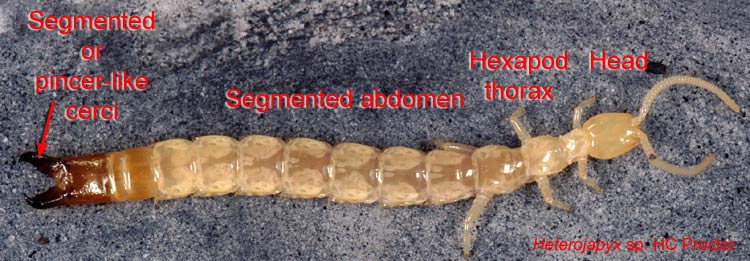 Segmented
or
pincer-like
cerci
Segmented abdomen
Hexapod
thorax
Head
Heterojapyx sp. HC Proctor